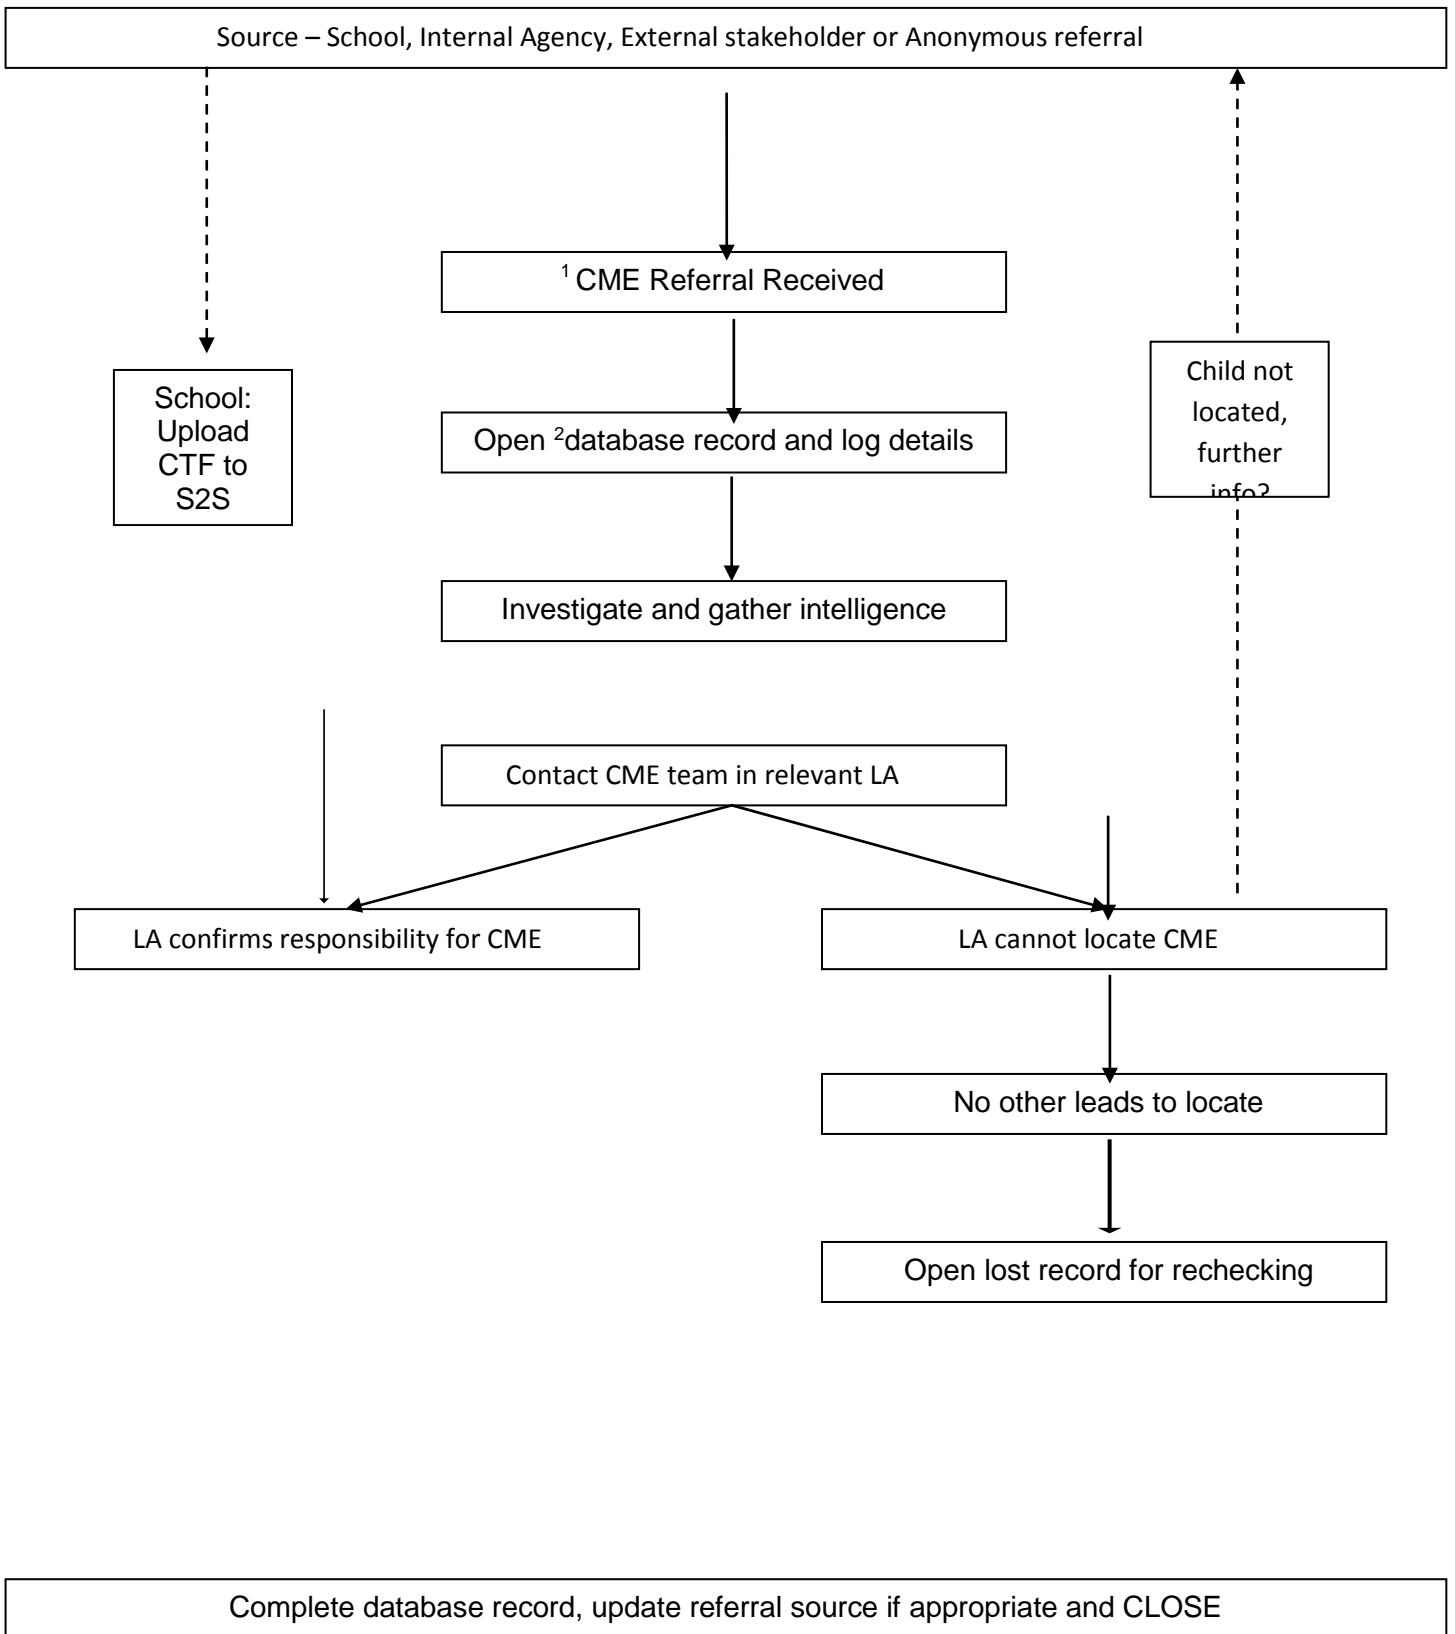 Source – School, Internal Agency, External stakeholder or Anonymous referral
1 CME Referral Received
School:
Upload
CTF to
S2S
Child not
located,
further
info?
Open 2database record and log details
Investigate and gather intelligence
Contact CME team in relevant LA
LA confirms responsibility for CME
LA cannot locate CME
No other leads to locate
Open lost record for rechecking
Complete database record, update referral source if appropriate and CLOSE